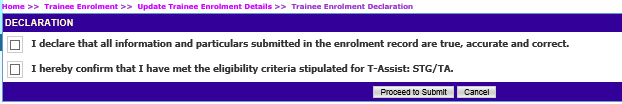 Home >> Trainee Enrolment >> Update Trainee Enrolment Details >> Trainee Enrolment Declaration
DECLARATION
I declare that all information and particulars submitted in the enrolment record are true, accurate and correct.
I hereby confirm that I have met the eligibility criteria stipulated for T-Assist: STG/TA.
Proceed to Submit Cancel